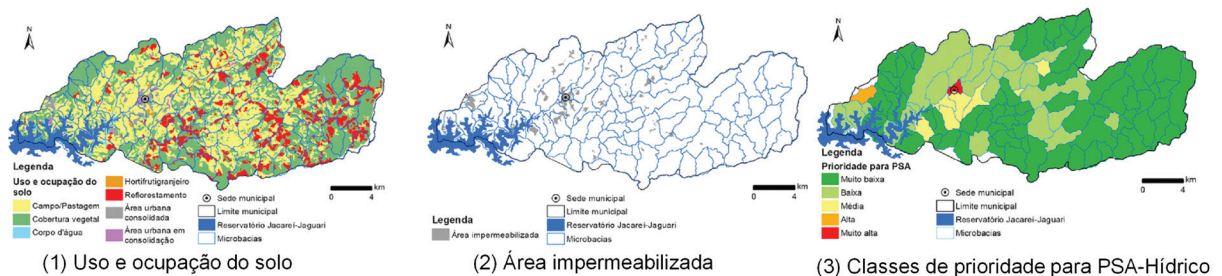 N
Legenda
Uso e ocupação do solo
Campo/Pastagem
Cobertura vegetal
Corpo d'água
Hortifrutigranjeiro
Reflorestamento
Área urbana consolidada
Área urbana em consolidação
km
0 4
Sede municipal
Limite municipal
Reservatório Jacareí-Jaguari
Microbacias
(1) Uso e ocupação do solo
N
Legenda
Área impermeabilizada
km
0 4
Sede municipal
Limite municipal
Reservatório Jacareí-Jaguari
Microbacias
(2) Área impermeabilizada
N
Legenda
Prioridade para PSA
Muito baixa
Baixa
Média
Alta
Muito alta
km
0 4
Sede municipal
Limite municipal
Reservatório Jacareí-Jaguari
Microbacias
(3) Classes de prioridade para PSA-Hídrico